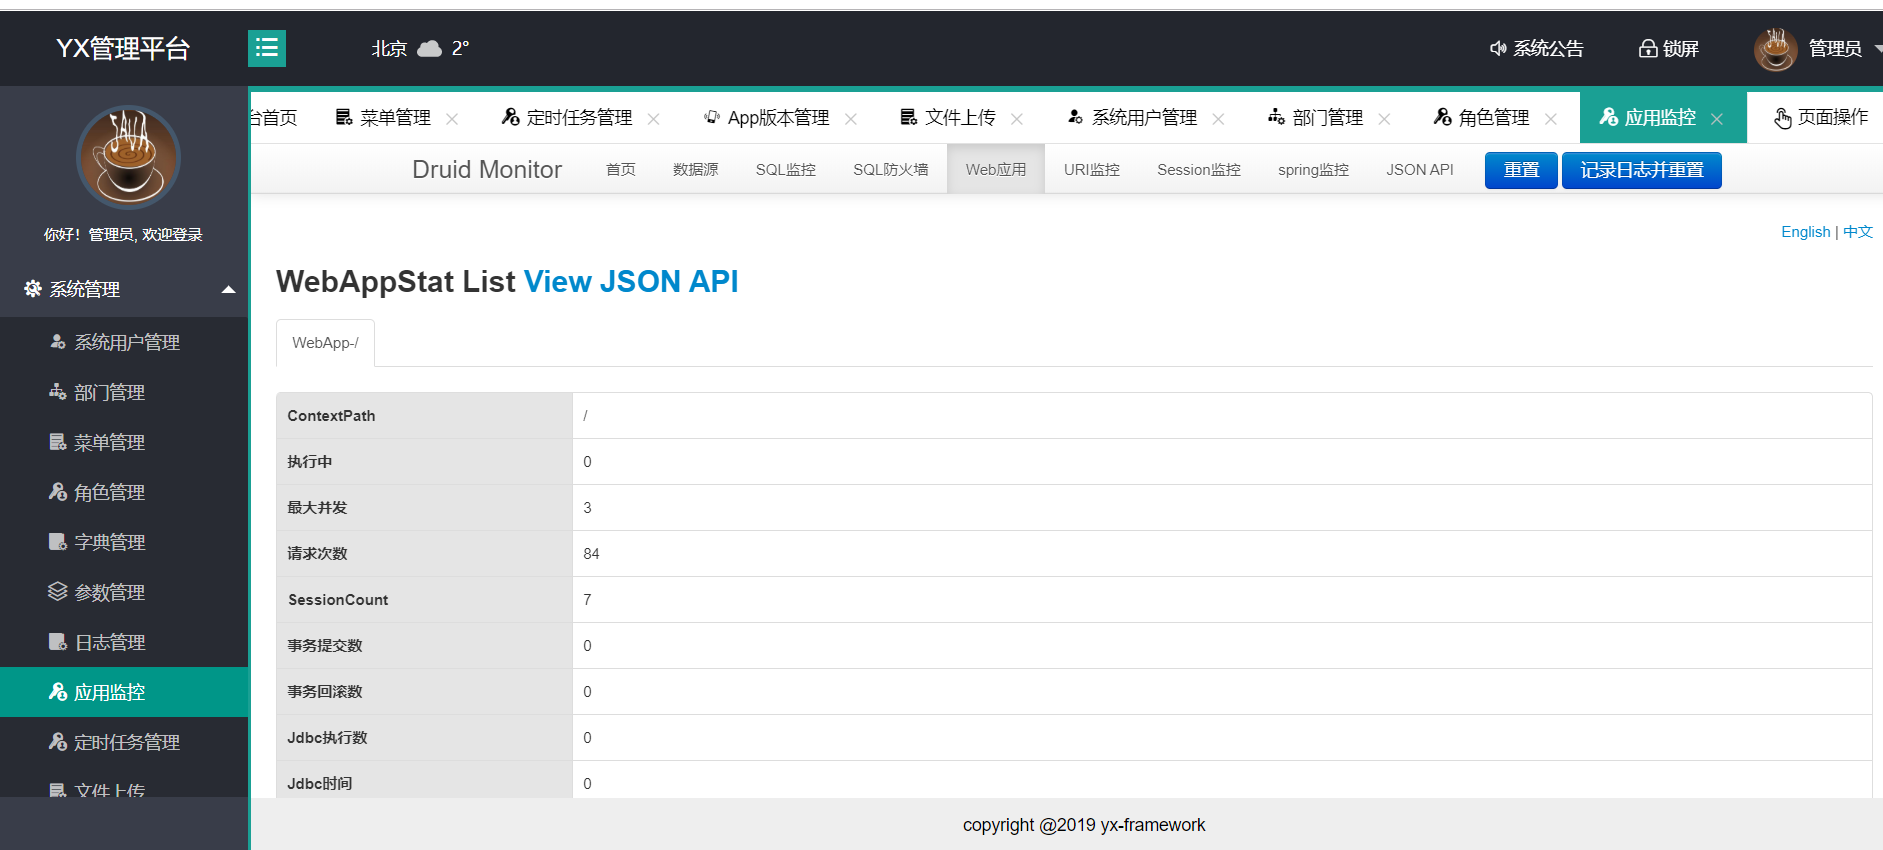 YX管理平台
北京 2°
系统公告
锁屏
管理员
你好！管理员, 欢迎登录
系统管理
系统用户管理
部门管理
菜单管理
角色管理
字典管理
参数管理
日志管理
应用监控
定时任务管理
文件上传
台首页
菜单管理
定时任务管理
App版本管理
文件上传
系统用户管理
部门管理
角色管理
应用监控
页面操作
Druid Monitor
首页
数据源
SQL监控
SQL防火墙
Web应用
URI监控
Session监控
spring监控
JSON API
重置
记录日志并重置
English | 中文
WebAppStat List View JSON API
WebApp-/
ContextPath /
执行中 0
最大并发 3
请求次数 84
SessionCount 7
事务提交数 0
事务回滚数 0
Jdbc执行数 0
Jdbc时间 0
copyright @2019 yx-framework